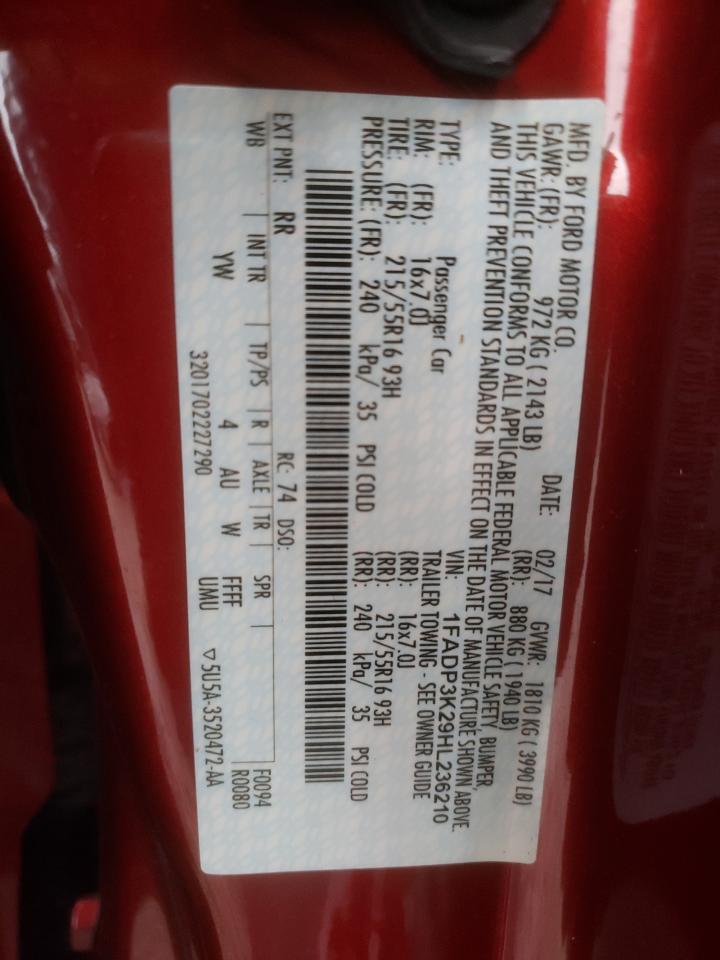 MFD. BY FORD MOTOR CO. DATE: 02/17 GVWR: 1810 KG ( 3990 LB)
GAWR: (FR): 972 KG ( 2143 LB) (RR): 880 KG ( 1940 LB)
THIS VEHICLE CONFORMS TO ALL APPLICABLE FEDERAL MOTOR VEHICLE SAFETY, BUMPER,
AND THEFT PREVENTION STANDARDS IN EFFECT ON THE DATE OF MANUFACTURE SHOWN ABOVE.
VIN: 1FADP3K29HL236210
TYPE: Passenger Car TRAILER TOWING - SEE OWNER GUIDE
RIM: (FR): 16x7.0J (RR): 16x7.0J
TIRE: (FR): 215/55R16 93H (RR): 215/55R16 93H
PRESSURE: (FR): 240 kPa/ 35 PSI COLD (RR): 240 kPa/ 35 PSI COLD
EXT PNT: RR RC: 74 DSO: F0094
WB | INT TR | TP/PS | R | AXLE | TR | SPR | R0080
YW 4 AU W FFFF
3201702227290 UMU ▽5U5A-3520472-AA